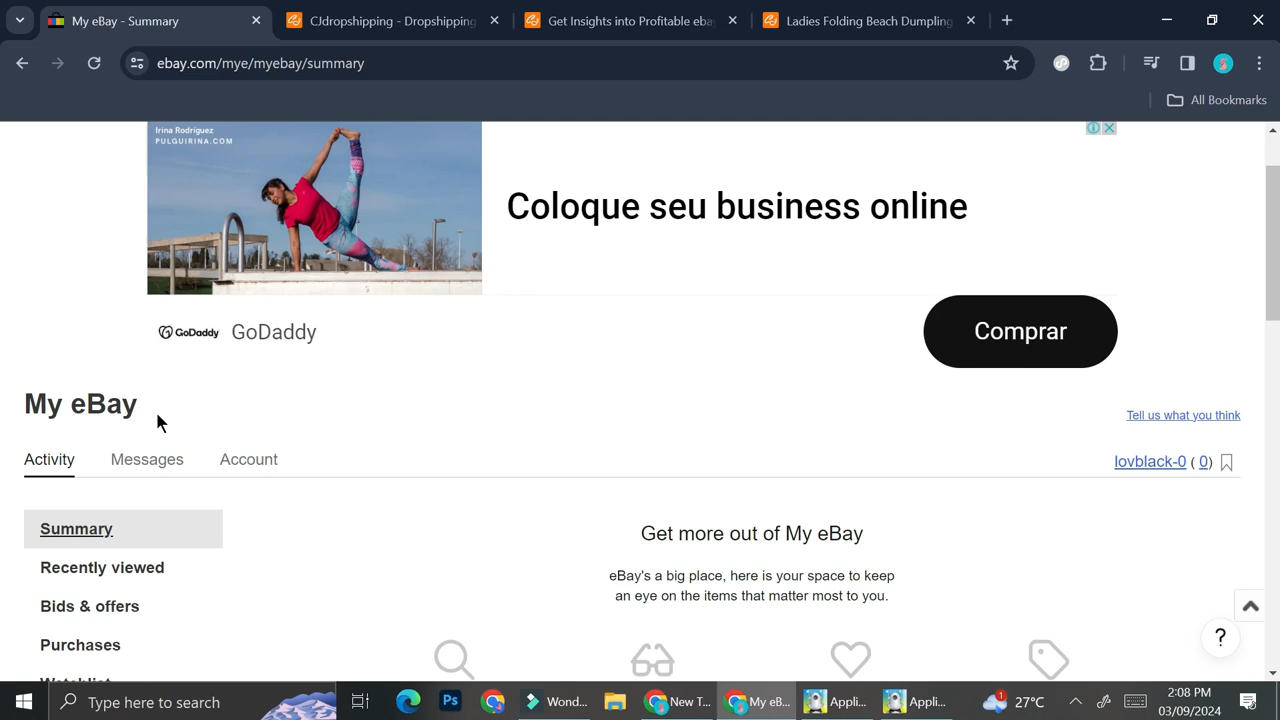 My eBay - Summary
CJdropshipping - Dropshipping
Get Insights into Profitable ebay
Ladies Folding Beach Dumpling
ebay.com/mye/myebay/summary
All Bookmarks
Irina Rodríguez
PULGUIRINA.COM
Coloque seu business online
GoDaddy
GoDaddy
Comprar
My eBay
Tell us what you think
Activity
Messages
Account
lovblack-0 ( 0)
Summary
Get more out of My eBay
Recently viewed
eBay's a big place, here is your space to keep
an eye on the items that matter most to you.
Bids & offers
Purchases
?
Type here to search
Ps
Wond...
New T...
My eB...
Appli...
Appli...
1
27°C
2:08 PM
03/09/2024